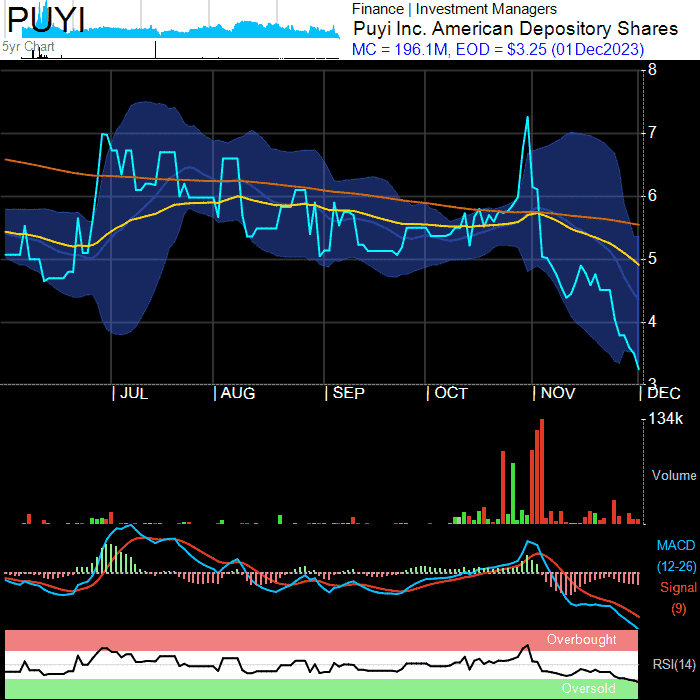 PUYI
5yr Chart
Finance | Investment Managers
Puyi Inc. American Depository Shares
MC = 196.1M, EOD = $3.25 (01Dec2023)
8
7
6
5
4
3
JUL AUG SEP OCT NOV DEC
134k
Volume
MACD
(12-26)
Signal
(9)
Overbought
RSI(14)
Oversold